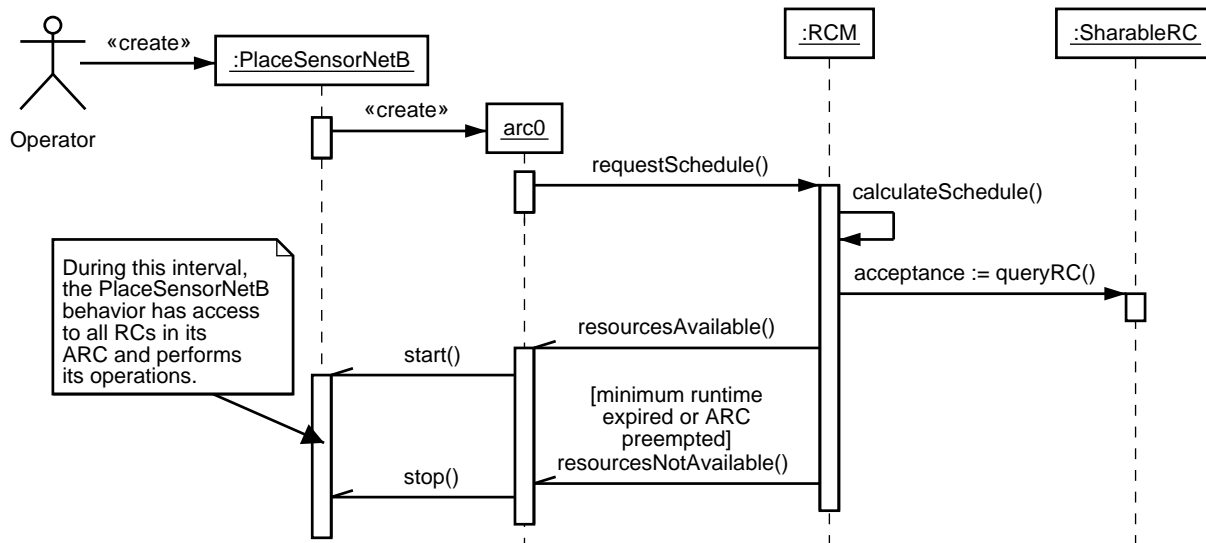 «create»
:PlaceSensorNetB
:RCM
:SharableRC
Operator
«create»
arc0
requestSchedule()
calculateSchedule()
During this interval,
the PlaceSensorNetB
behavior has access
to all RCs in its
ARC and performs
its operations.
acceptance := queryRC()
resourcesAvailable()
start()
[minimum runtime
expired or ARC
preempted]
resourcesNotAvailable()
stop()